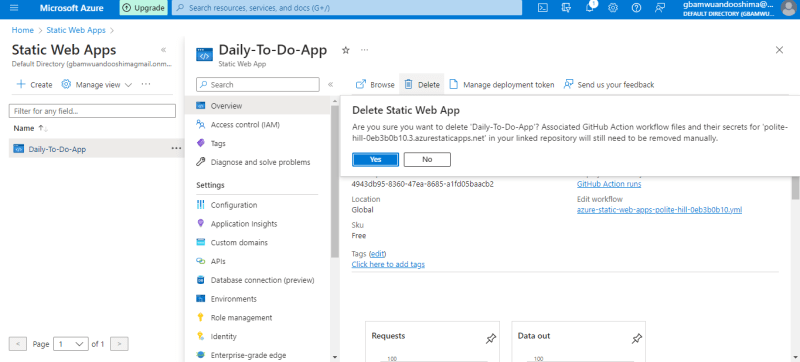 Microsoft Azure
Upgrade
Search resources, services, and docs (G+/)
1
gbamwuandooshima@...
DEFAULT DIRECTORY (GBAMWU...
Home > Static Web Apps >
Static Web Apps
Default Directory (gbamwuandooshimagmail.onm...
+ Create
Manage view
...
Filter for any field...
Name ↑
Daily-To-Do-App
...
Page 1 of 1
Daily-To-Do-App
...
Static Web App
Search
Overview
Access control (IAM)
Tags
Diagnose and solve problems
Settings
Configuration
Application Insights
Custom domains
APIs
Database connection (preview)
Environments
Role management
Identity
Enterprise-grade edge
Browse
Delete
Manage deployment token
Send us your feedback
Delete Static Web App
Are you sure you want to delete 'Daily-To-Do-App'? Associated GitHub Action workflow files and their secrets for 'polite-
hill-0eb3b0b10.3.azurestaticapps.net' in your linked repository will still need to be removed manually.
Yes
No
4943db95-8360-47ea-8685-a1fd05baacb2
GitHub Action runs
Location
Edit workflow
Global
azure-static-web-apps-polite-hill-0eb3b0b10.yml
Sku
Free
Tags (edit)
Click here to add tags
Requests
100
Data out
100